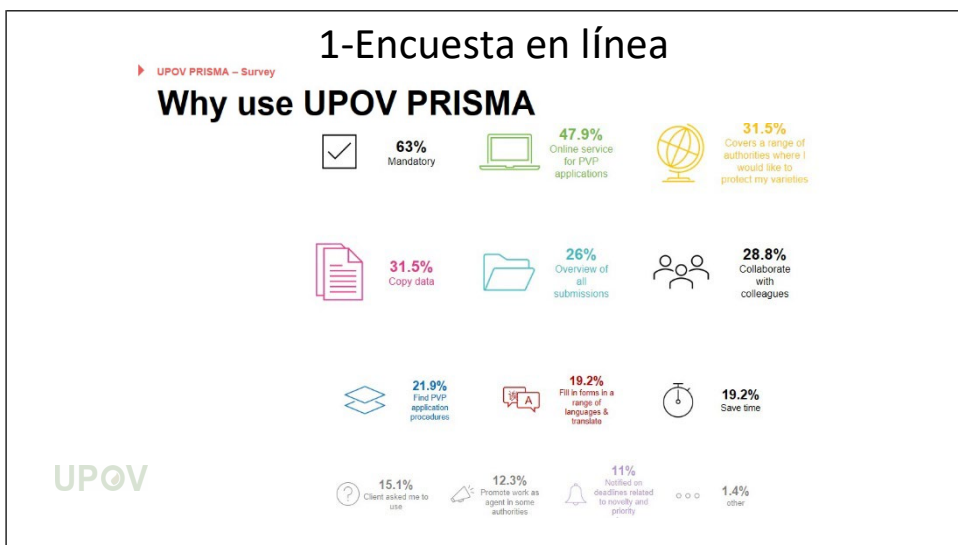 1-Encuesta en línea
UPOV PRISMA – Survey
Why use UPOV PRISMA
63%
Mandatory
47.9%
Online service
for PVP
applications
31.5%
Covers a range of
authorities where I
would like to
protect my varieties
31.5%
Copy data
26%
Overview of
all
submissions
28.8%
Collaborate
with
colleagues
21.9%
Find PVP
application
procedures
A
19.2%
Fill in forms in a
range of
languages &
translate
19.2%
Save time
UPOV
?
15.1%
Client asked me to
use
12.3%
Promote work as
agent in some
authorities
11%
Notified on
deadlines related
to novelty and
priority
1.4%
other